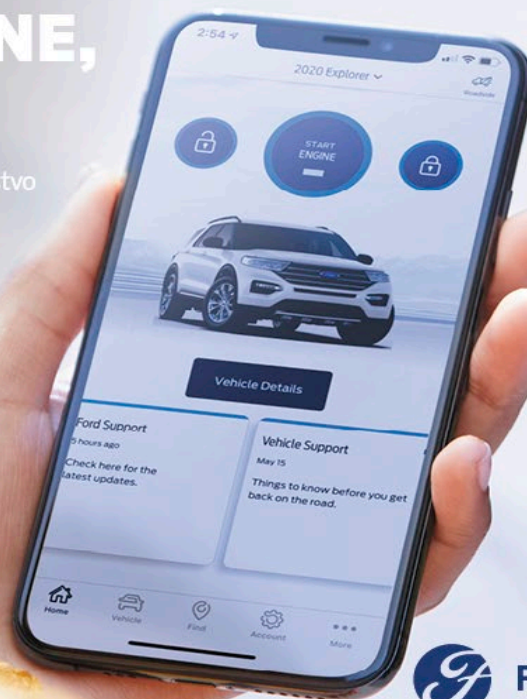 NE,
tvo
2:54
2020 Explorer
Roadside
START
ENGINE
Vehicle Details
Ford Support
5 hours ago
Check here for the
latest updates.
Vehicle Support
May 15
Things to know before you get
back on the road.
Home
Vehicle
Find
Account
More
F